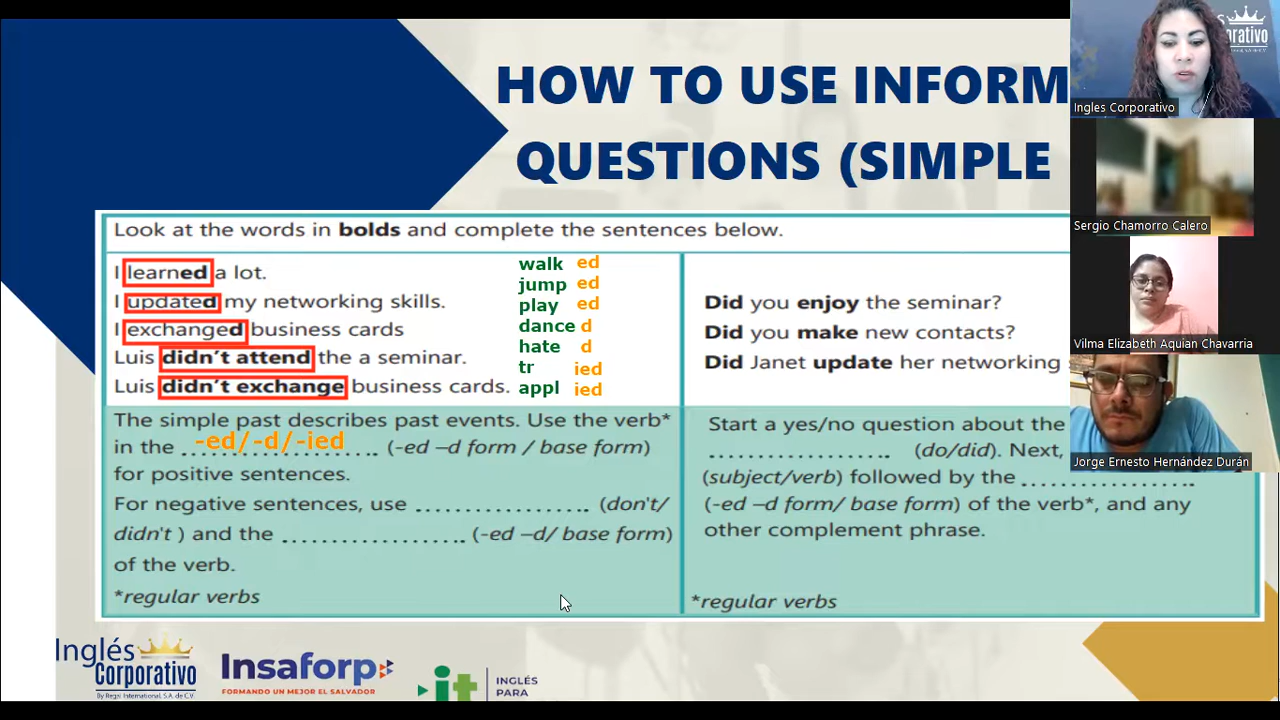 HOW TO USE INFORM
QUESTIONS (SIMPLE
Look at the words in bolds and complete the sentences below.
I learned a lot.
I updated my networking skills.
I exchanged business cards
Luis didn't attend the a seminar.
Luis didn't exchange business cards.
walk ed
jump ed
play ed
dance d
hate d
tr ied
appl ied
Did you enjoy the seminar?
Did you make new contacts?
Did Janet update her networking
The simple past describes past events. Use the verb*
in the -ed/-d/-ied (-ed –d form / base form)
for positive sentences.
For negative sentences, use .................. (don't/
didn't ) and the .................. (-ed –d/ base form)
of the verb.
*regular verbs
Start a yes/no question about the
.................. (do/did). Next,
(subject/verb) followed by the ..................
(-ed –d form/ base form) of the verb*, and any
other complement phrase.
*regular verbs
Inglés
Corporativo
By Regal International, S.A. de C.V.
Insaforp
FORMANDO UN MEJOR EL SALVADOR
it
INGLÉS
PARA
Ingles Corporativo
Sergio Chamorro Calero
Vilma Elizabeth Aquian Chavarria
Jorge Ernesto Hernández Durán